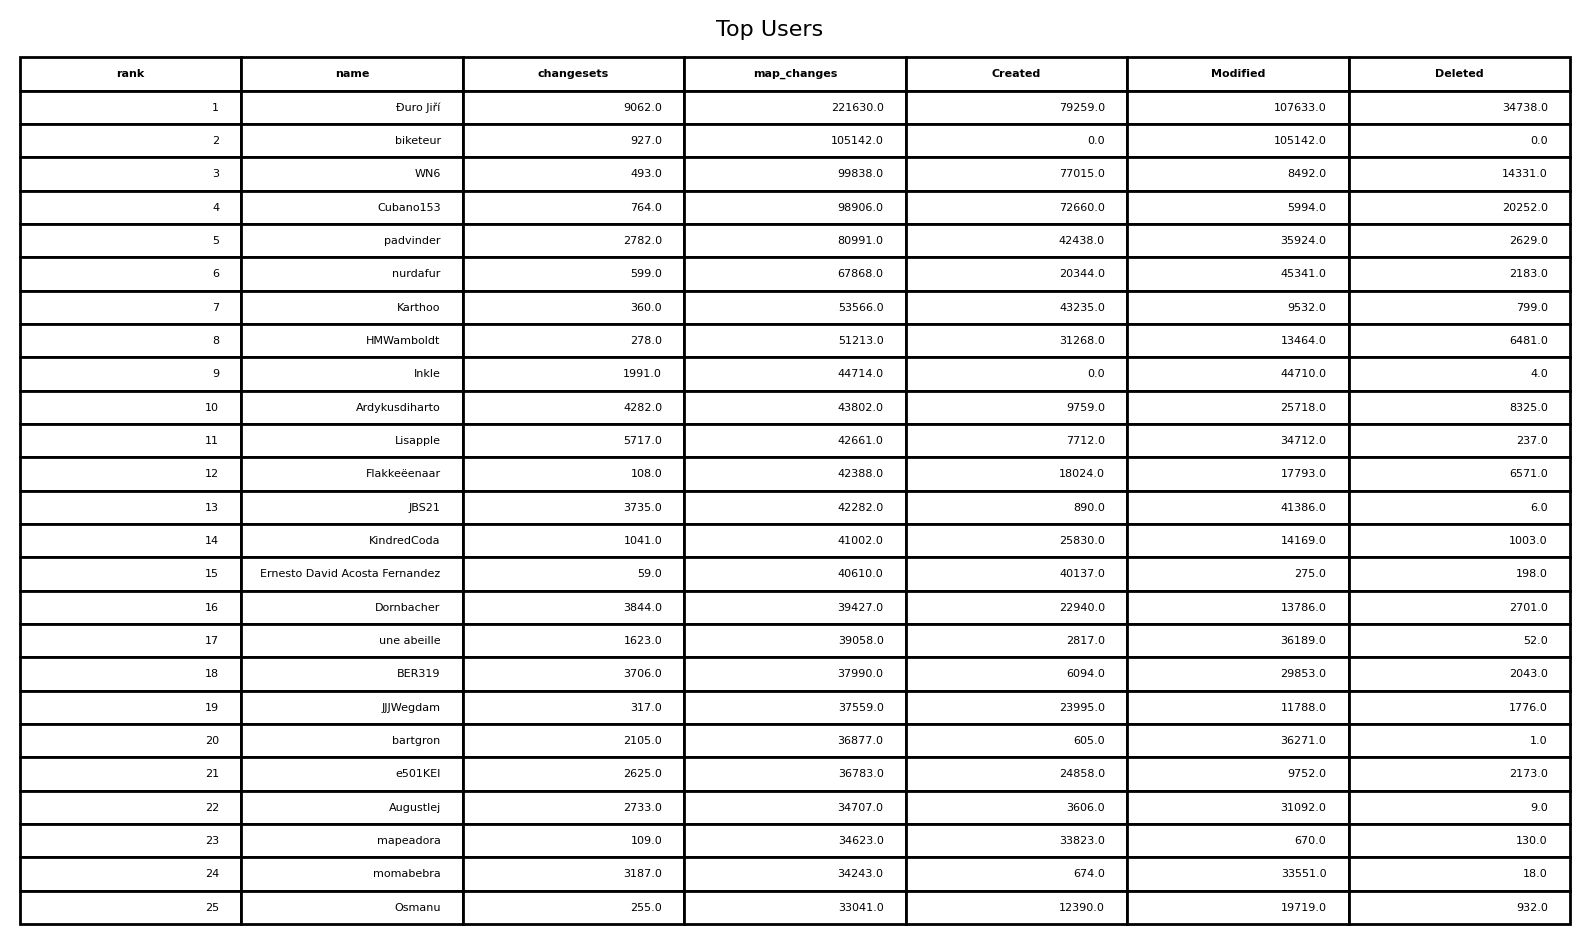 Top Users
rank name changesets map_changes Created Modified Deleted
1 Đuro Jiří 9062.0 221630.0 79259.0 107633.0 34738.0
2 biketeur 927.0 105142.0 0.0 105142.0 0.0
3 WN6 493.0 99838.0 77015.0 8492.0 14331.0
4 Cubano153 764.0 98906.0 72660.0 5994.0 20252.0
5 padvinder 2782.0 80991.0 42438.0 35924.0 2629.0
6 nurdafur 599.0 67868.0 20344.0 45341.0 2183.0
7 Karthoo 360.0 53566.0 43235.0 9532.0 799.0
8 HMWamboldt 278.0 51213.0 31268.0 13464.0 6481.0
9 Inkle 1991.0 44714.0 0.0 44710.0 4.0
10 Ardykusdiharto 4282.0 43802.0 9759.0 25718.0 8325.0
11 Lisapple 5717.0 42661.0 7712.0 34712.0 237.0
12 Flakkeëenaar 108.0 42388.0 18024.0 17793.0 6571.0
13 JBS21 3735.0 42282.0 890.0 41386.0 6.0
14 KindredCoda 1041.0 41002.0 25830.0 14169.0 1003.0
15 Ernesto David Acosta Fernandez 59.0 40610.0 40137.0 275.0 198.0
16 Dornbacher 3844.0 39427.0 22940.0 13786.0 2701.0
17 une abeille 1623.0 39058.0 2817.0 36189.0 52.0
18 BER319 3706.0 37990.0 6094.0 29853.0 2043.0
19 JJJWegdam 317.0 37559.0 23995.0 11788.0 1776.0
20 bartgron 2105.0 36877.0 605.0 36271.0 1.0
21 e501KEI 2625.0 36783.0 24858.0 9752.0 2173.0
22 Augustlej 2733.0 34707.0 3606.0 31092.0 9.0
23 mapeadora 109.0 34623.0 33823.0 670.0 130.0
24 momabebra 3187.0 34243.0 674.0 33551.0 18.0
25 Osmanu 255.0 33041.0 12390.0 19719.0 932.0